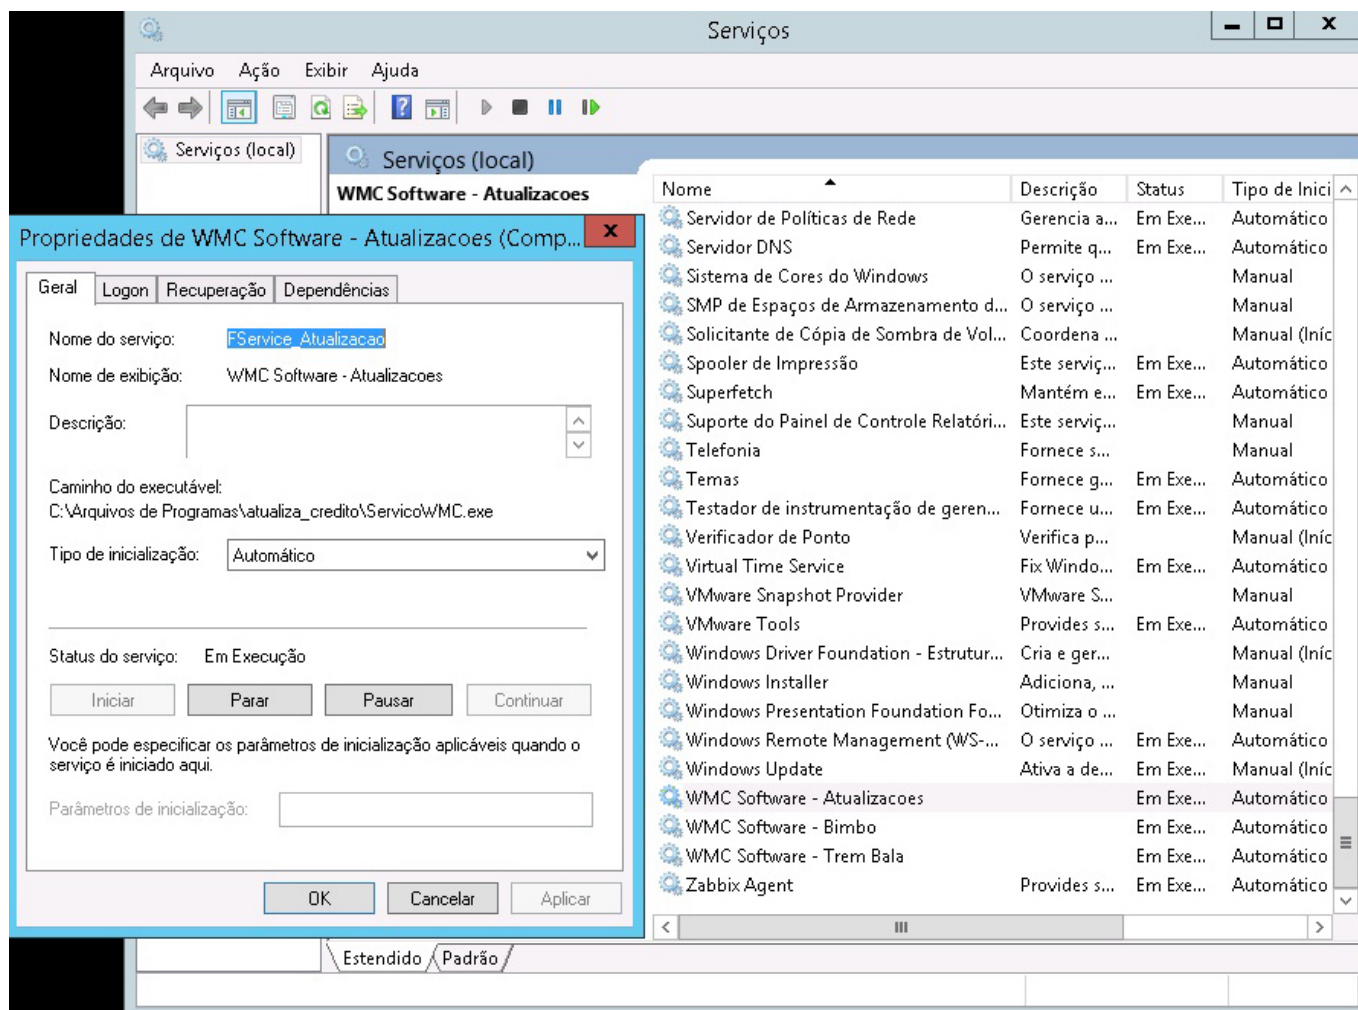 Serviços
Arquivo Ação Exibir Ajuda
Serviços (local)
Serviços (local)
WMC Software - Atualizacoes
Propriedades de WMC Software - Atualizacoes (Comp...
Geral Logon Recuperação Dependências
Nome do serviço: FService_Atualizacao
Nome de exibição: WMC Software - Atualizacoes
Descrição:
Caminho do executável:
C:\Arquivos de Programas\atualiza_credito\ServicoWMC.exe
Tipo de inicialização: Automático
Status do serviço: Em Execução
Iniciar Parar Pausar Continuar
Você pode especificar os parâmetros de inicialização aplicáveis quando o
serviço é iniciado aqui.
Parâmetros de inicialização:
OK Cancelar Aplicar
Nome Descrição Status Tipo de Inici
Servidor de Políticas de Rede Gerencia a... Em Exe... Automático
Servidor DNS Permite q... Em Exe... Automático
Sistema de Cores do Windows O serviço ... Manual
SMP de Espaços de Armazenamento d... O serviço ... Manual
Solicitante de Cópia de Sombra de Vol... Coordena ... Manual (Iníc
Spooler de Impressão Este serviç... Em Exe... Automático
Superfetch Mantém e... Em Exe... Automático
Suporte do Painel de Controle Relatóri... Este serviç... Manual
Telefonia Fornece s... Manual
Temas Fornece g... Em Exe... Automático
Testador de instrumentação de geren... Fornece u... Em Exe... Automático
Verificador de Ponto Verifica p... Manual (Iníc
Virtual Time Service Fix Windo... Em Exe... Automático
VMware Snapshot Provider VMware S... Manual
VMware Tools Provides s... Em Exe... Automático
Windows Driver Foundation - Estrutur... Cria e ger... Manual (Iníc
Windows Installer Adiciona, ... Manual
Windows Presentation Foundation Fo... Otimiza o ... Manual
Windows Remote Management (WS-... O serviço ... Em Exe... Automático
Windows Update Ativa a de... Em Exe... Manual (Iníc
WMC Software - Atualizacoes Em Exe... Automático
WMC Software - Bimbo Em Exe... Automático
WMC Software - Trem Bala Em Exe... Automático
Zabbix Agent Provides s... Em Exe... Automático
Estendido Padrão